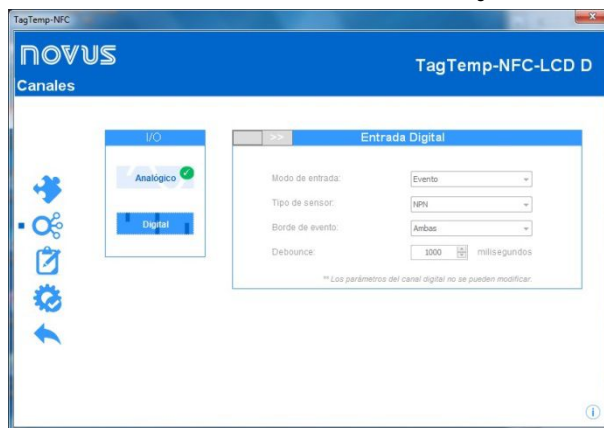 TagTemp-NFC
NOVUS
TagTemp-NFC-LCD D
Canales
I/O
>>
Entrada Digital
Analógico
Digital
Modo de entrada:
Evento
Tipo de sensor:
NPN
Borde de evento:
Ambas
Debounce:
1000
milisegundos
** Los parámetros del canal digital no se pueden modificar.